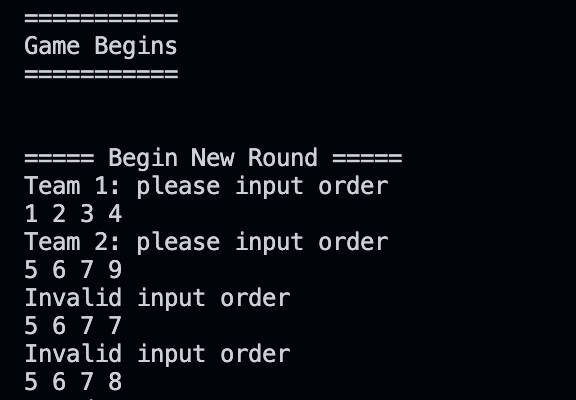 ===========
Game Begins
===========
===== Begin New Round =====
Team 1: please input order
1 2 3 4
Team 2: please input order
5 6 7 9
Invalid input order
5 6 7 7
Invalid input order
5 6 7 8